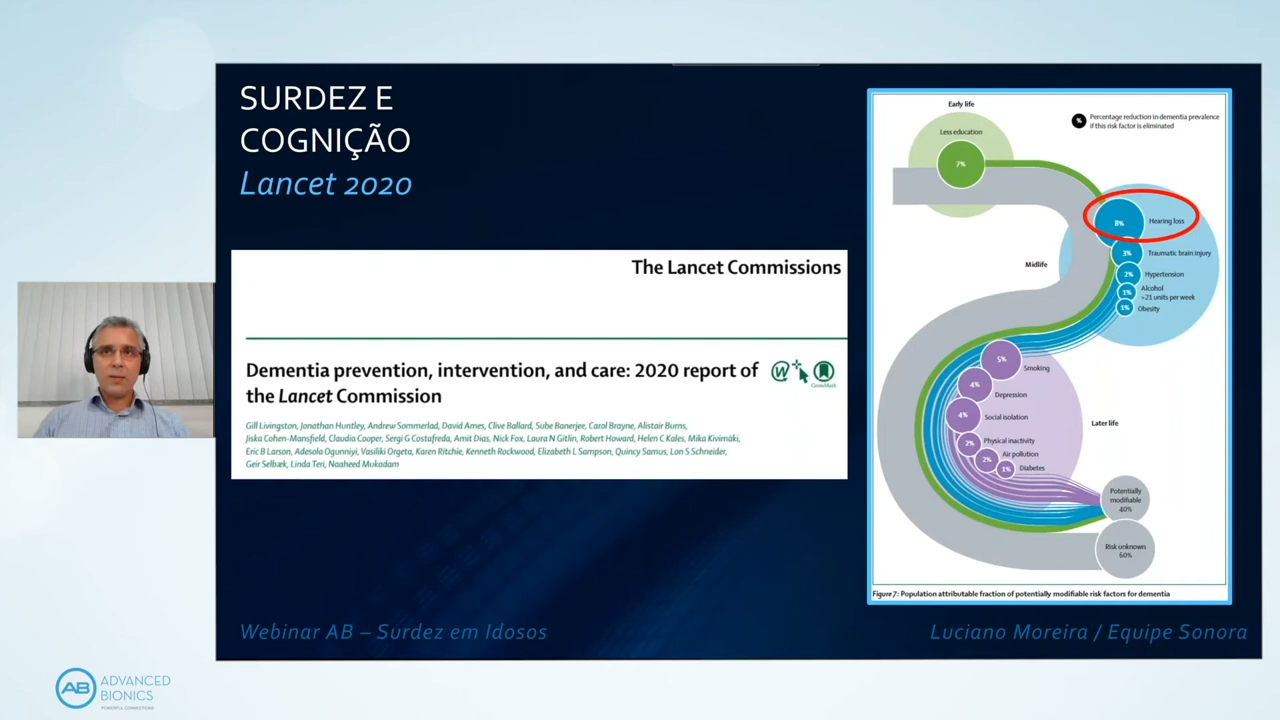 SURDEZ E
COGNIÇÃO
Lancet 2020
The Lancet Commissions
Dementia prevention, intervention, and care: 2020 report of
the Lancet Commission
CrossMark
Gill Livingston, Jonathan Huntley, Andrew Sommerlad, David Ames, Clive Ballard, Sube Banerjee, Carol Brayne, Alistair Burns,
Jiska Cohen-Mansfield, Claudia Cooper, Sergi G Costafreda, Amit Dias, Nick Fox, Laura N Gitlin, Robert Howard, Helen C Kales, Mika Kivimäki,
Eric B Larson, Adesola Ogunniyi, Vasiliki Orgeta, Karen Ritchie, Kenneth Rockwood, Elizabeth L Sampson, Quincy Samus, Lon S Schneider,
Geir Selbæk, Linda Teri, Naaheed Mukadam
Early life
Less education
7%
% Percentage reduction in dementia prevalence
if this risk factor is eliminated
8% Hearing loss
3% Traumatic brain injury
Midlife
2% Hypertension
1% Alcohol
>21 units per week
1% Obesity
5% Smoking
4% Depression
4% Social isolation
Later life
2% Physical inactivity
2% Air pollution
1% Diabetes
Potentially
modifiable
40%
Risk unknown
60%
Figure 7: Population attributable fraction of potentially modifiable risk factors for dementia
Webinar AB – Surdez em Idosos
Luciano Moreira / Equipe Sonora
AB ADVANCED
BIONICS
POWERFUL CONNECTIONS